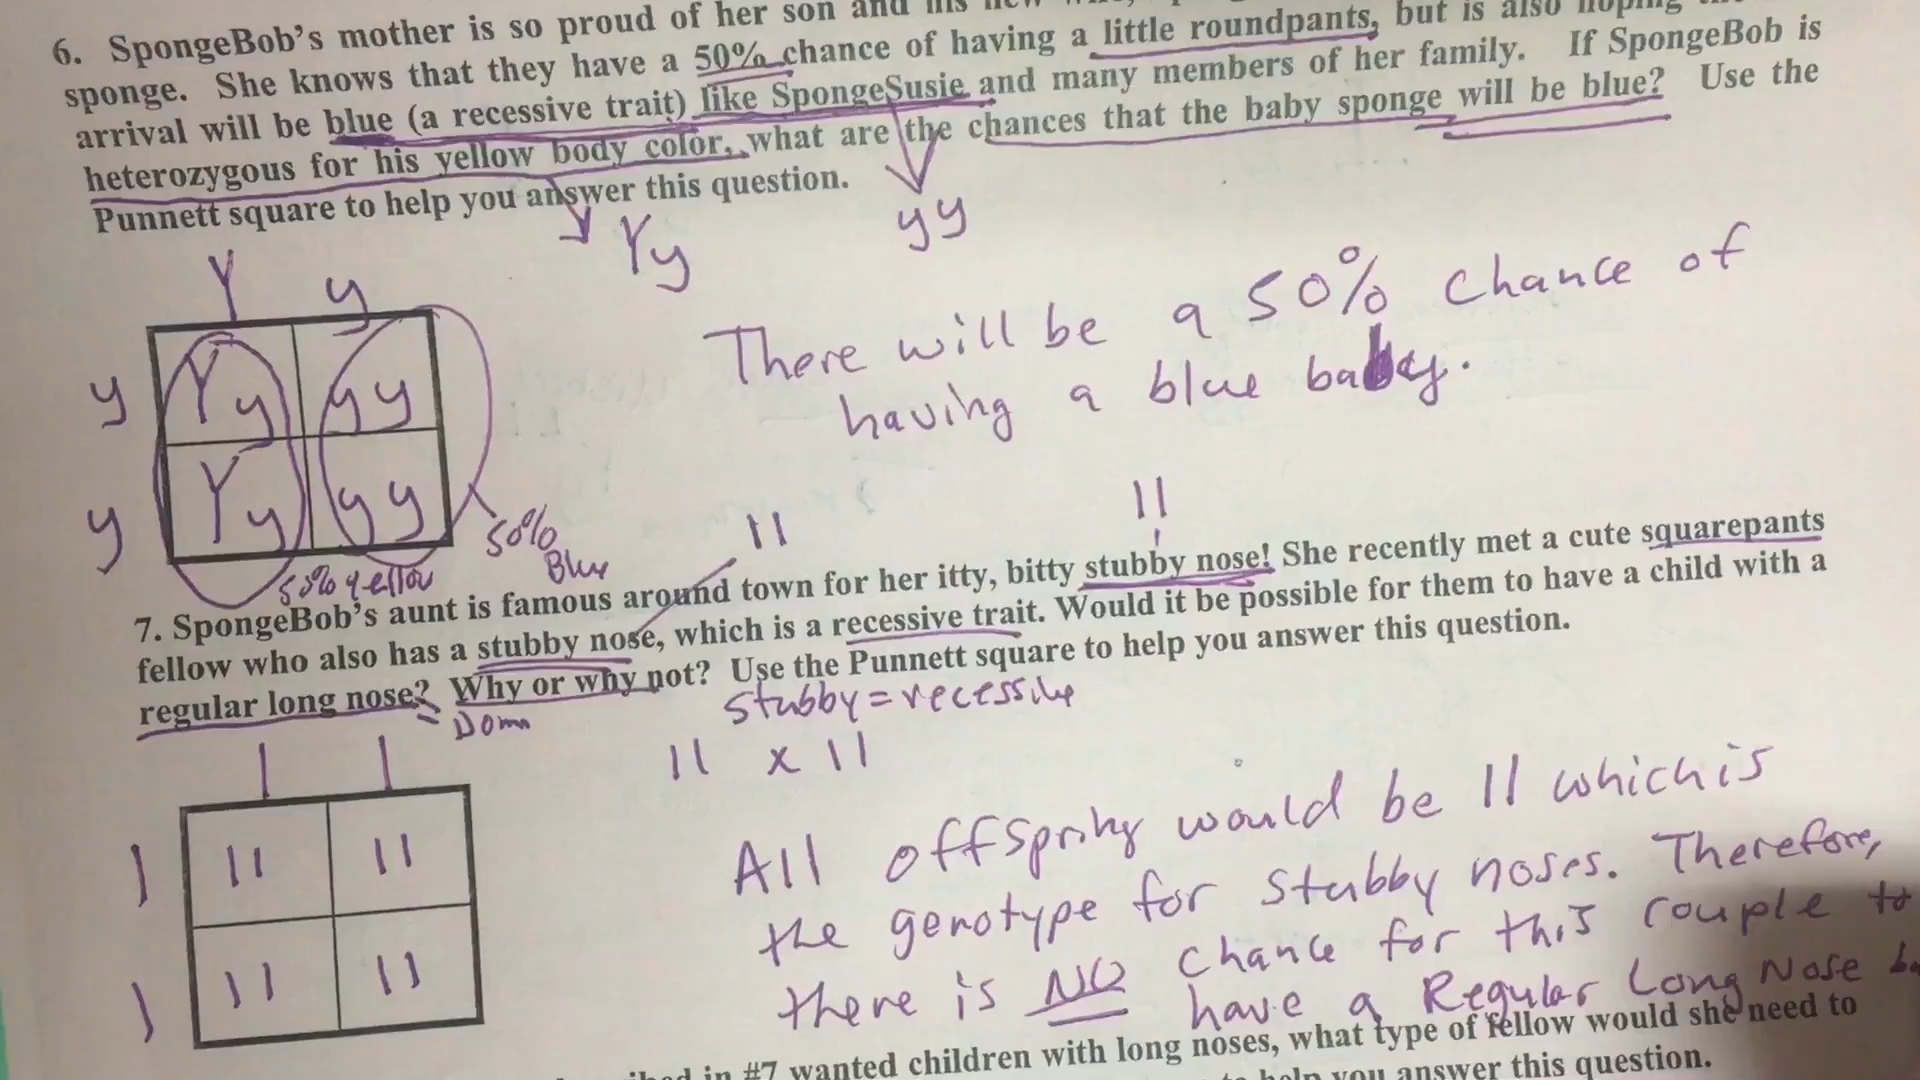 6. SpongeBob's mother is so proud of her son and his new
sponge. She knows that they have a 50% chance of having a little roundpants, but is also hoping
arrival will be blue (a recessive trait) like SpongeSusie and many members of her family. If SpongeBob is
heterozygous for his yellow body color, what are the chances that the baby sponge will be blue? Use the
Punnett square to help you answer this question.
Yy
yy
Y y
y Yy yy
y Yy yy
There will be a 50% chance of
having a blue baby.
50%
Blue
50% yellow
ll
ll
7. SpongeBob's aunt is famous around town for her itty, bitty stubby nose! She recently met a cute squarepants
fellow who also has a stubby nose, which is a recessive trait. Would it be possible for them to have a child with a
regular long nose? Why or why not? Use the Punnett square to help you answer this question.
= Dom
stubby = recessive
ll x ll
l l
l ll ll
l ll ll
All offspring would be ll which is
the genotype for stubby noses. Therefore,
there is NO chance for this couple to
have a Regular Long Nose
in #7 wanted children with long noses, what type of fellow would she need to
help you answer this question.